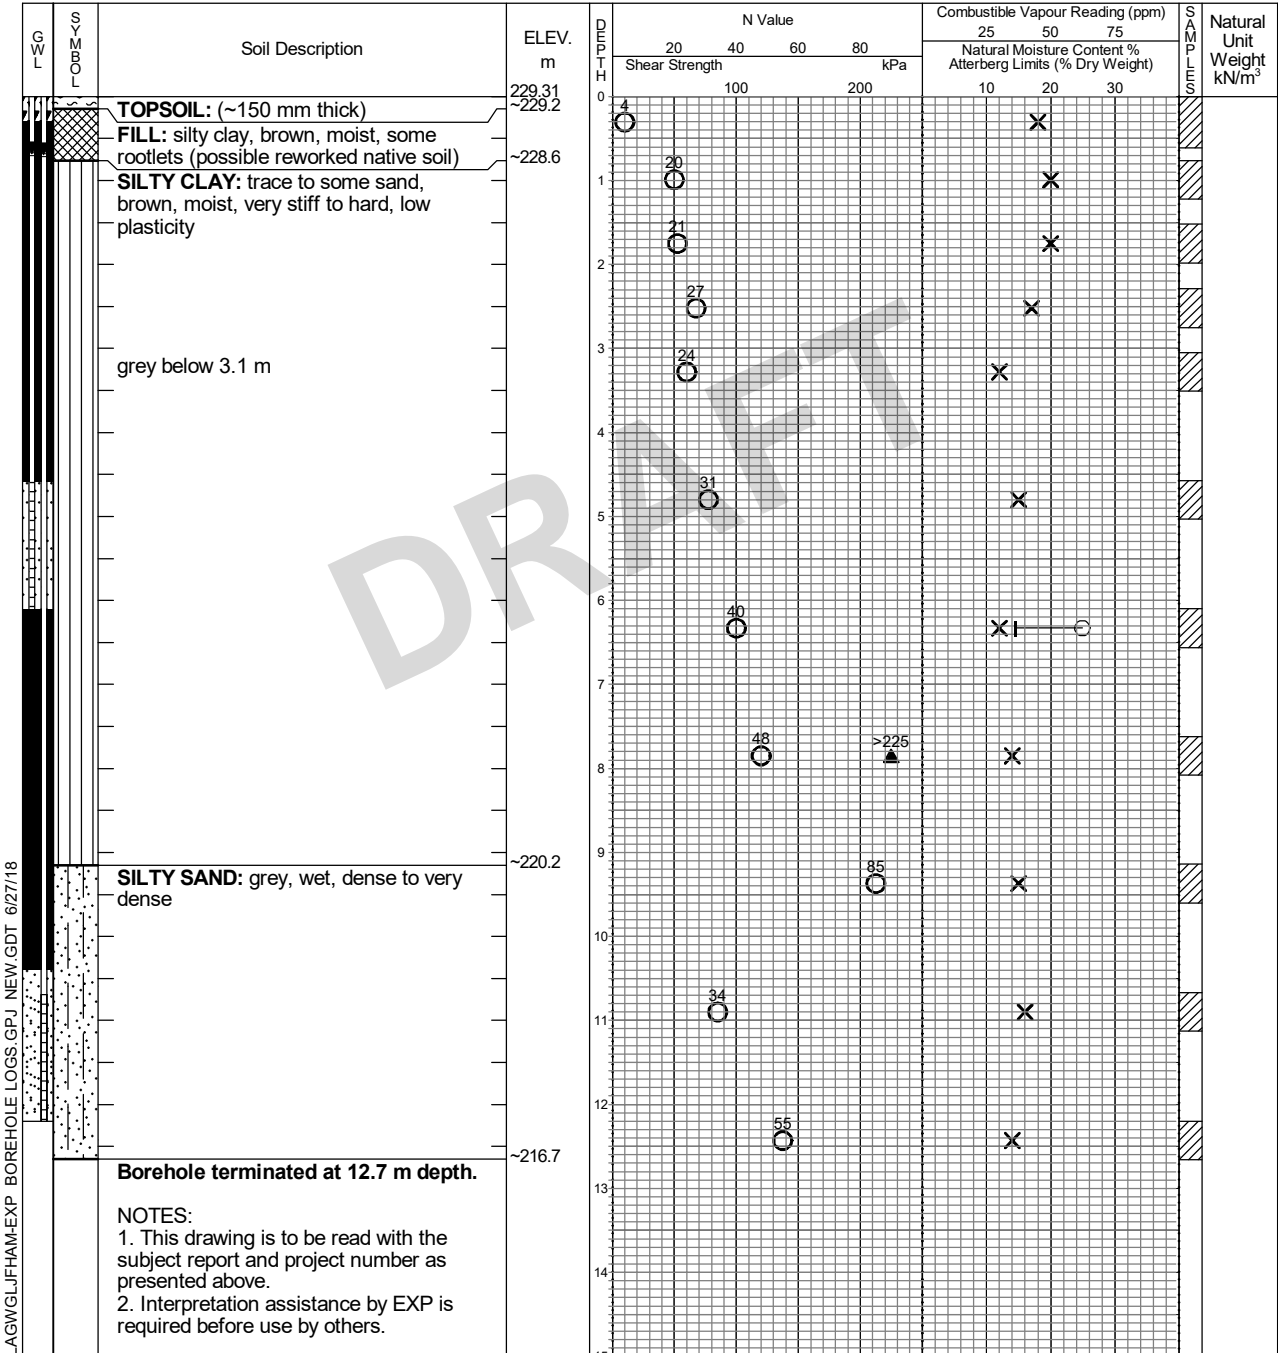 GWL
SYMBOL
Soil Description
ELEV.
m
DEPTH
N Value
20 40 60 80
Shear Strength kPa
100 200
Combustible Vapour Reading (ppm)
25 50 75
Natural Moisture Content %
Atterberg Limits (% Dry Weight)
10 20 30
SAMPLES
Natural
Unit
Weight
kN/m³
229.31
0
TOPSOIL: (~150 mm thick)
~229.2
4
FILL: silty clay, brown, moist, some
rootlets (possible reworked native soil)
~228.6
20
SILTY CLAY: trace to some sand,
1
brown, moist, very stiff to hard, low
plasticity
21
2
27
3
24
grey below 3.1 m
4
31
5
6
40
7
48
>225
8
9
~220.2
85
SILTY SAND: grey, wet, dense to very
dense
10
34
11
12
55
~216.7
Borehole terminated at 12.7 m depth.
13
NOTES:
1. This drawing is to be read with the
subject report and project number as
presented above.
14
2. Interpretation assistance by EXP is
required before use by others.
DRAFT
LAGWGLJFHAM-EXP BOREHOLE LOGS.GPJ NEW.GDT 6/27/18